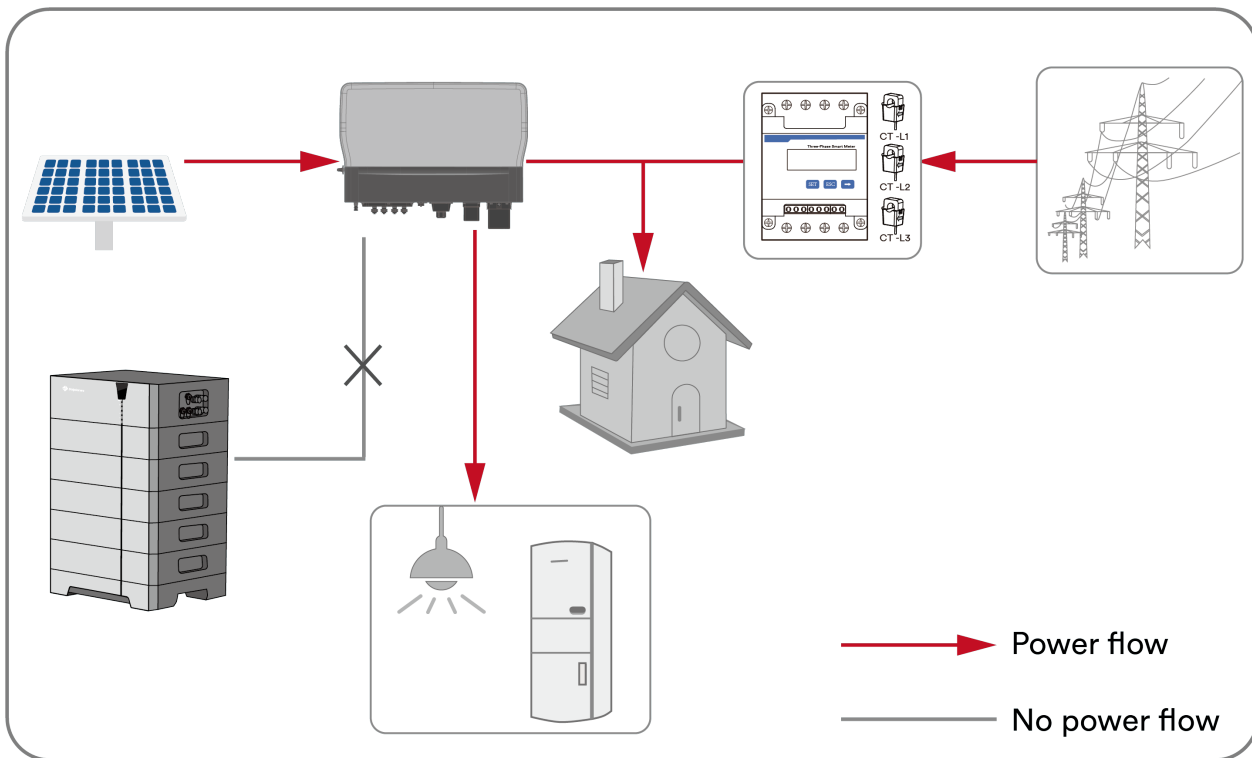 Three-Phase Smart Meter
SET ESC
CT -L1
CT -L2
CT -L3
Power flow
No power flow